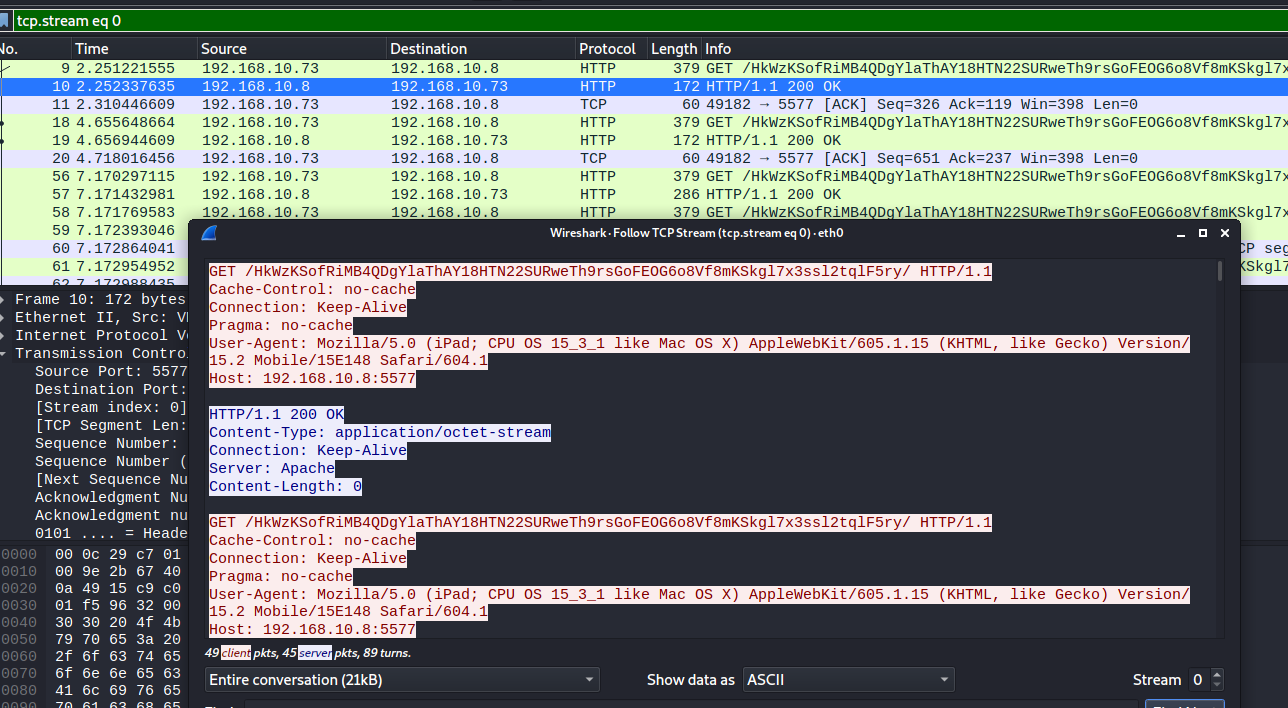 tcp.stream eq 0
No. Time Source Destination Protocol Length Info
9 2.251221555 192.168.10.73 192.168.10.8 HTTP 379 GET /HkWzKSofRiMB4QDgYlaThAY18HTN22SURweTh9rsGoFEOG6o8Vf8mKSkgl7x
10 2.252337635 192.168.10.8 192.168.10.73 HTTP 172 HTTP/1.1 200 OK
11 2.310446609 192.168.10.73 192.168.10.8 TCP 60 49182 → 5577 [ACK] Seq=326 Ack=119 Win=398 Len=0
18 4.655648664 192.168.10.73 192.168.10.8 HTTP 379 GET /HkWzKSofRiMB4QDgYlaThAY18HTN22SURweTh9rsGoFEOG6o8Vf8mKSkgl7x
19 4.656944609 192.168.10.8 192.168.10.73 HTTP 172 HTTP/1.1 200 OK
20 4.718016456 192.168.10.73 192.168.10.8 TCP 60 49182 → 5577 [ACK] Seq=651 Ack=237 Win=398 Len=0
56 7.170297115 192.168.10.73 192.168.10.8 HTTP 379 GET /HkWzKSofRiMB4QDgYlaThAY18HTN22SURweTh9rsGoFEOG6o8Vf8mKSkgl7x
57 7.171432981 192.168.10.8 192.168.10.73 HTTP 286 HTTP/1.1 200 OK
58 7.171769583 192.168.10.73 192.168.10.8 HTTP 379 GET /HkWzKSofRiMB4QDgYlaThAY18HTN22SURweTh9rsGoFEOG6o8Vf8mKSkgl7x
59 7.172393046
60 7.172864041 CP seg
61 7.172954952 KSkgl7
62 7.172988435
Wireshark · Follow TCP Stream (tcp.stream eq 0) · eth0
GET /HkWzKSofRiMB4QDgYlaThAY18HTN22SURweTh9rsGoFEOG6o8Vf8mKSkgl7x3ssl2tqlF5ry/ HTTP/1.1
Cache-Control: no-cache
Connection: Keep-Alive
Pragma: no-cache
User-Agent: Mozilla/5.0 (iPad; CPU OS 15_3_1 like Mac OS X) AppleWebKit/605.1.15 (KHTML, like Gecko) Version/
15.2 Mobile/15E148 Safari/604.1
Host: 192.168.10.8:5577
HTTP/1.1 200 OK
Content-Type: application/octet-stream
Connection: Keep-Alive
Server: Apache
Content-Length: 0
GET /HkWzKSofRiMB4QDgYlaThAY18HTN22SURweTh9rsGoFEOG6o8Vf8mKSkgl7x3ssl2tqlF5ry/ HTTP/1.1
Cache-Control: no-cache
Connection: Keep-Alive
Pragma: no-cache
User-Agent: Mozilla/5.0 (iPad; CPU OS 15_3_1 like Mac OS X) AppleWebKit/605.1.15 (KHTML, like Gecko) Version/
15.2 Mobile/15E148 Safari/604.1
Host: 192.168.10.8:5577
49 client pkts, 45 server pkts, 89 turns.
Entire conversation (21kB) Show data as ASCII Stream 0
Frame 10: 172 bytes
Ethernet II, Src: VM
Internet Protocol Ve
Transmission Contro
Source Port: 5577
Destination Port:
[Stream index: 0]
[TCP Segment Len:
Sequence Number:
Sequence Number (
[Next Sequence Nu
Acknowledgment Nu
Acknowledgment nu
0101 .... = Heade
0000 00 0c 29 c7 01
0010 00 9e 2b 67 40
0020 0a 49 15 c9 c0
0030 01 f5 96 32 00
0040 30 30 20 4f 4b
0050 79 70 65 3a 20
0060 2f 6f 63 74 65
0070 6f 6e 6e 65 63
0080 41 6c 69 76 65
0090 70 61 63 68 65